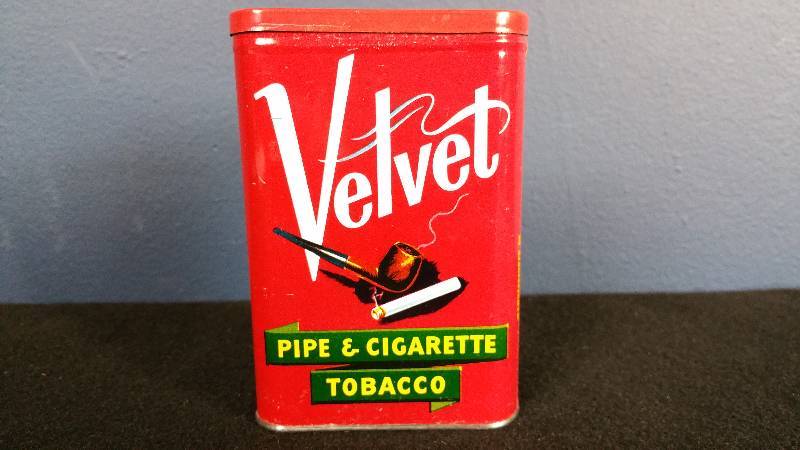 Velvet
PIPE & CIGARETTE
TOBACCO